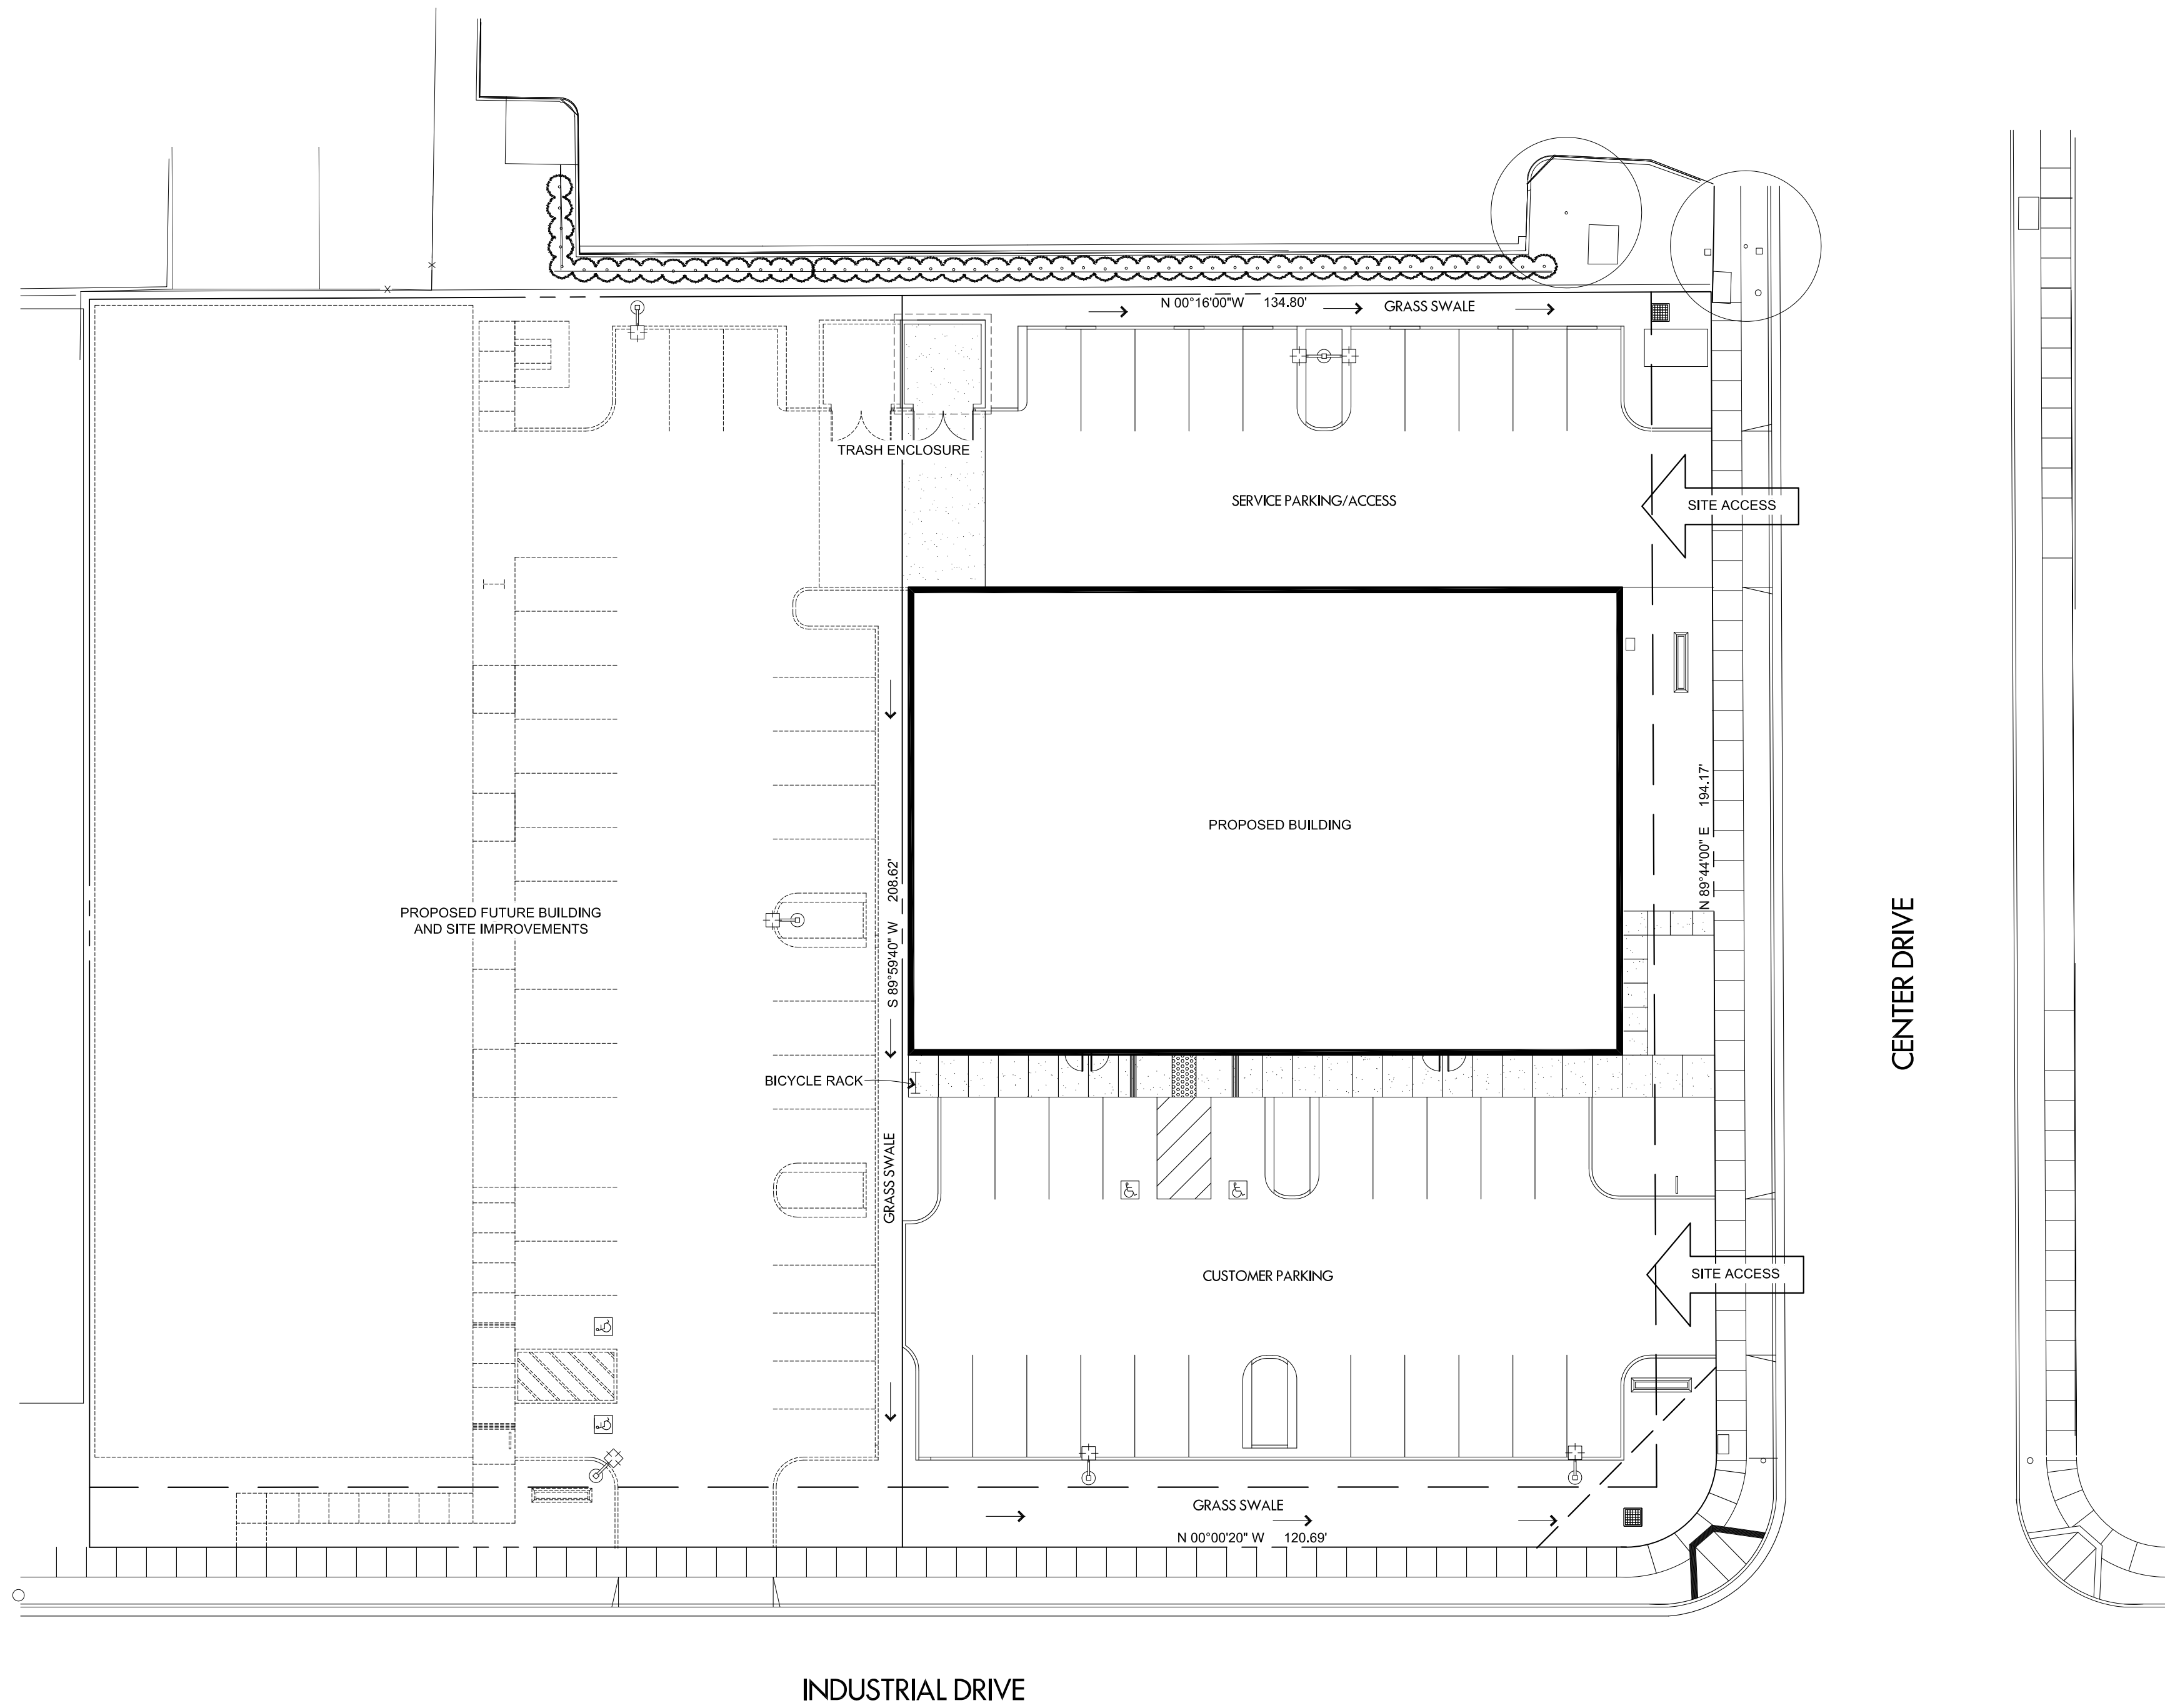 N 00°16'00"W 134.80'
GRASS SWALE
TRASH ENCLOSURE
SERVICE PARKING/ACCESS
SITE ACCESS
PROPOSED BUILDING
N 89°44'00" E 194.17'
S 89°59'40" W 208.62'
PROPOSED FUTURE BUILDING
AND SITE IMPROVEMENTS
CENTER DRIVE
BICYCLE RACK
GRASS SWALE
CUSTOMER PARKING
SITE ACCESS
GRASS SWALE
N 00°00'20" W 120.69'
INDUSTRIAL DRIVE